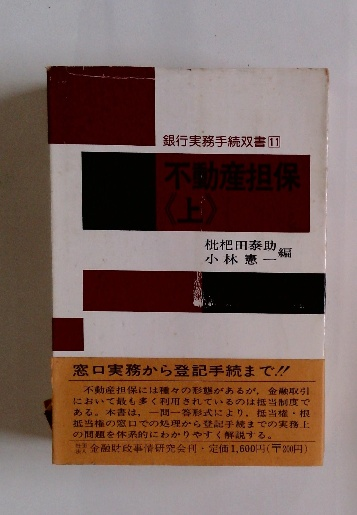 銀行実務手続双書11
不動産担保
〈上〉
枇杷田泰助
小林憲一
編
窓口実務から登記手続まで!!
不動産担保には種々の形態があるが、金融取引
において最も多く利用されているのは抵当制度で
ある。本書は、一問一答形式により、抵当権・根
抵当権の窓口での処理から登記手続までの実務上
の問題を体系的にわかりやすく解説する。
社団法人 金融財政事情研究会刊・定価1,600円(〒200円)